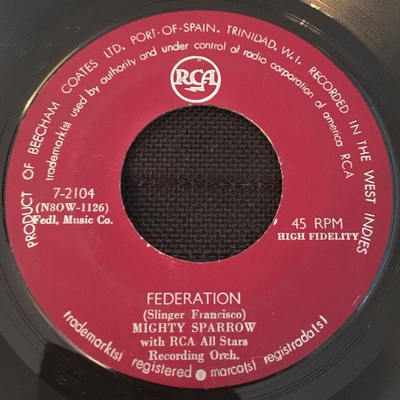 PRODUCT OF BEECHAM COATES LTD. PORT-OF-SPAIN. TRINIDAD, W.I. RECORDED IN THE WEST INDIES
trademark(s) used by authority and under control of radio corporation of america RCA
RCA
7-2104
(N8OW-1126)
Fedl, Music Co.
45 RPM
HIGH FIDELITY
FEDERATION
(Slinger Francisco)
MIGHTY SPARROW
with RCA All Stars
Recording Orch.
trademark(s) registered marca(s) registrada(s)